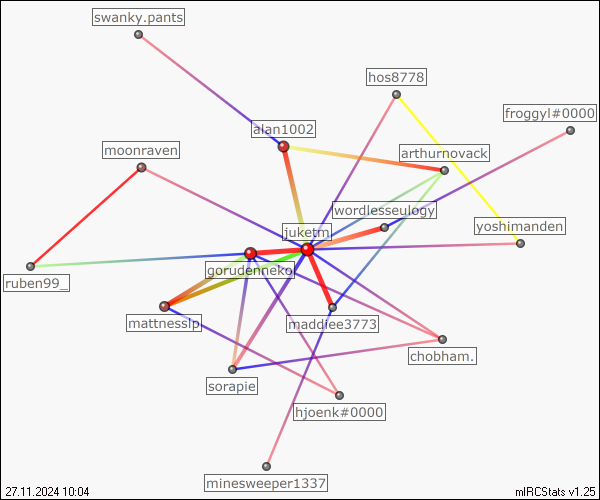 swanky.pants
hos8778
froggyl#0000
alan1002
moonraven
arthurnovack
wordlesseulogy
yoshimanden
juketm
gorudeneko
ruben99_
mattnesslp
maddiee3773
chobham.
sorapie
hjoenk#0000
minesweeper1337
27.11.2024 10:04
mIRCStats v1.25